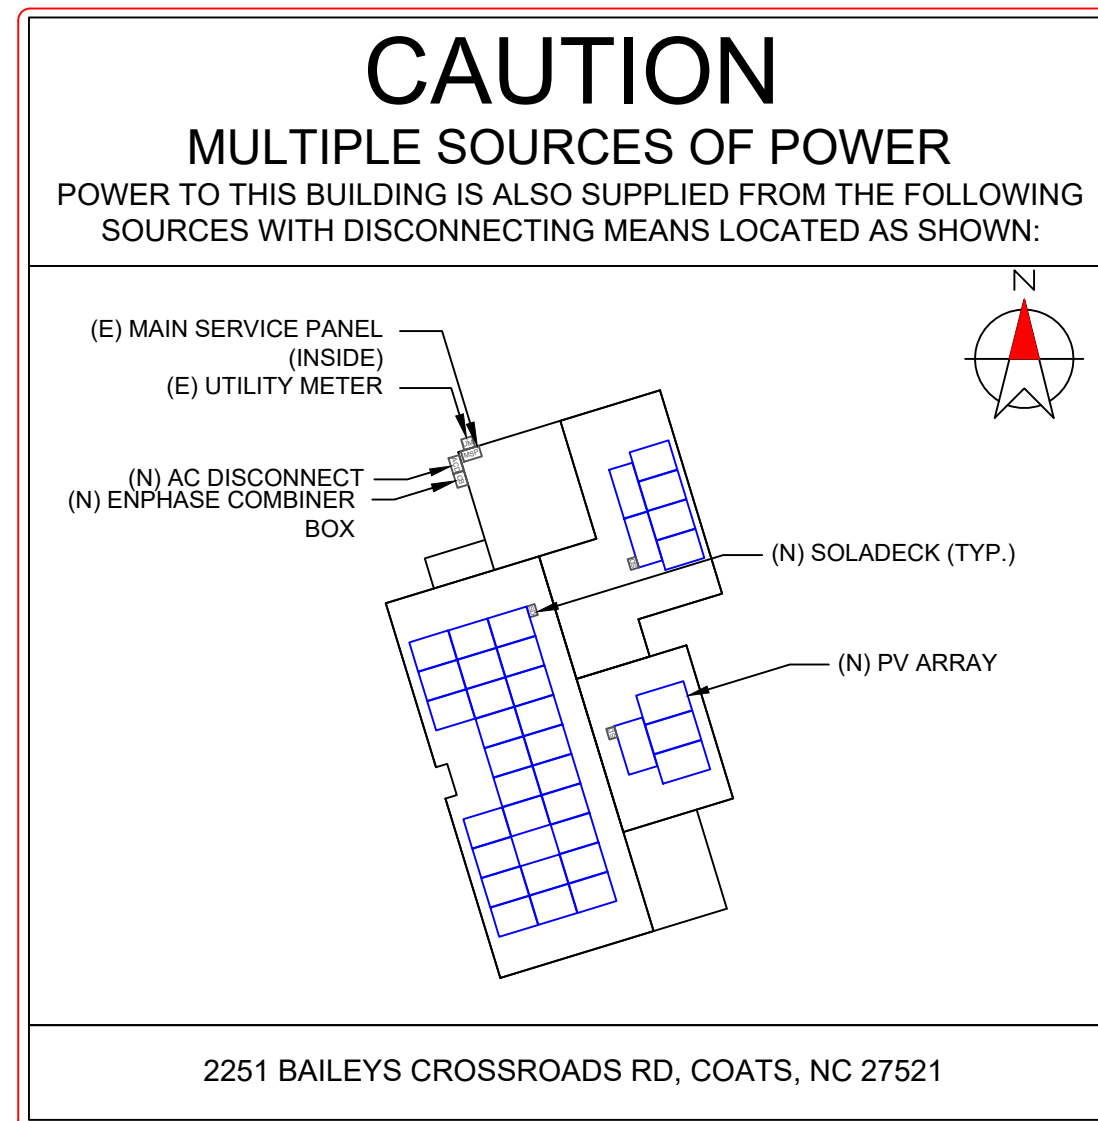 CAUTION
MULTIPLE SOURCES OF POWER
POWER TO THIS BUILDING IS ALSO SUPPLIED FROM THE FOLLOWING
SOURCES WITH DISCONNECTING MEANS LOCATED AS SHOWN:
N
(E) MAIN SERVICE PANEL
(INSIDE)
(E) UTILITY METER
UM
MSP
(N) AC DISCONNECT
(N) ENPHASE COMBINER
BOX
CB
(N) SOLADECK (TYP.)
(N) PV ARRAY
2251 BAILEYS CROSSROADS RD, COATS, NC 27521